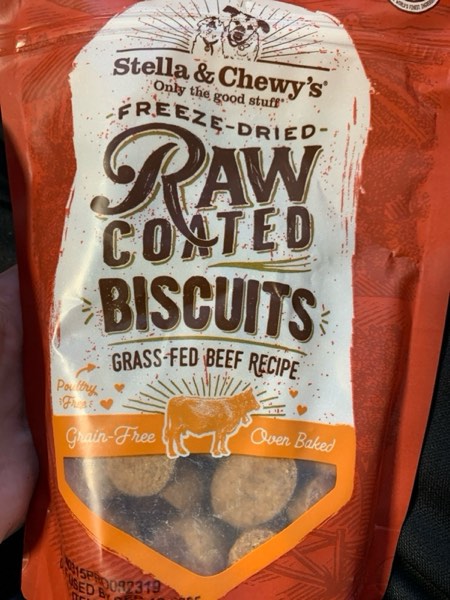 Stella & Chewy's®
Only the good stuff®
-FREEZE-DRIED-
RAW
COATED
BISCUITS
GRASS-FED BEEF RECIPE
Poultry
Free!
Grain-Free
Oven Baked